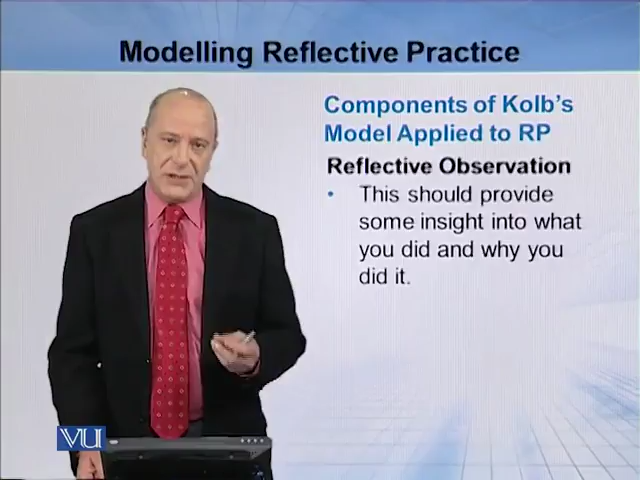 Modelling Reflective Practice
Components of Kolb's
Model Applied to RP
Reflective Observation
• This should provide
some insight into what
you did and why you
did it.
VU